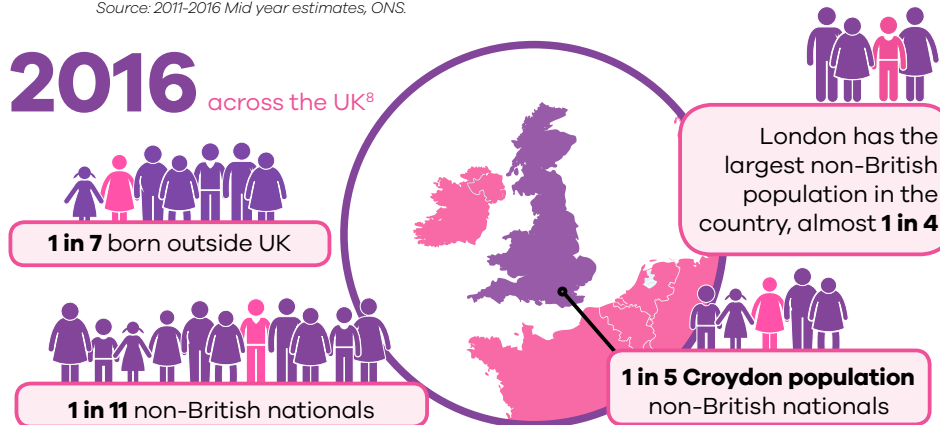 Source: 2011-2016 Mid year estimates, ONS.
2016 across the UK⁸
1 in 7 born outside UK
1 in 11 non-British nationals
London has the
largest non-British
population in the
country, almost 1 in 4
1 in 5 Croydon population
non-British nationals